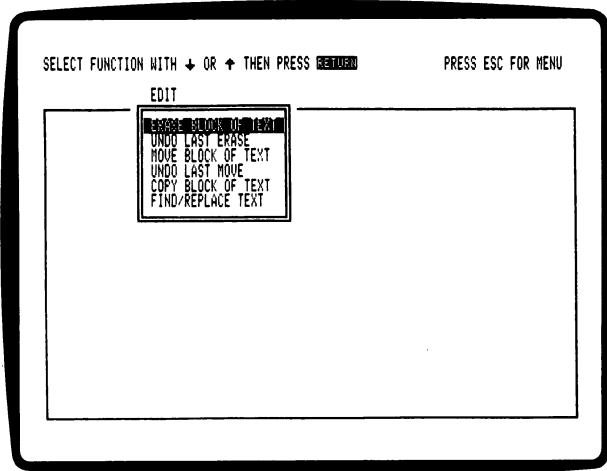 SELECT FUNCTION WITH ↓ OR ↑ THEN PRESS RETURN PRESS ESC FOR MENU
EDIT
ERASE BLOCK OF TEXT
UNDO LAST ERASE
MOVE BLOCK OF TEXT
UNDO LAST MOVE
COPY BLOCK OF TEXT
FIND/REPLACE TEXT